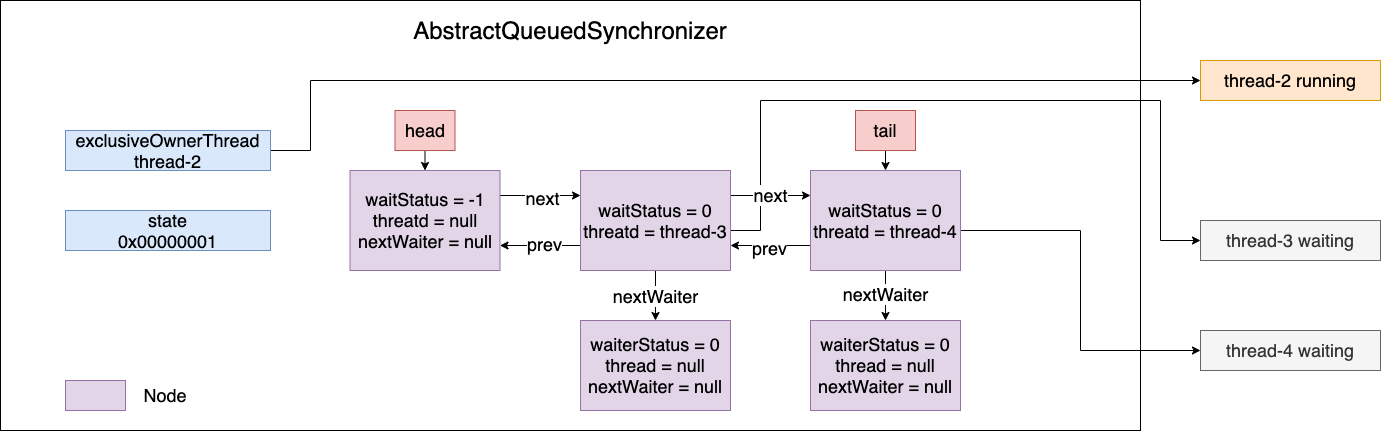 AbstractQueuedSynchronizer
thread-2 running
head
tail
exclusiveOwnerThread
thread-2
waitStatus = -1
threatd = null
nextWaiter = null
next
prev
waitStatus = 0
threatd = thread-3
next
prev
waitStatus = 0
threatd = thread-4
state
0x00000001
thread-3 waiting
nextWaiter
nextWaiter
waiterStatus = 0
thread = null
nextWaiter = null
waiterStatus = 0
thread = null
nextWaiter = null
thread-4 waiting
Node